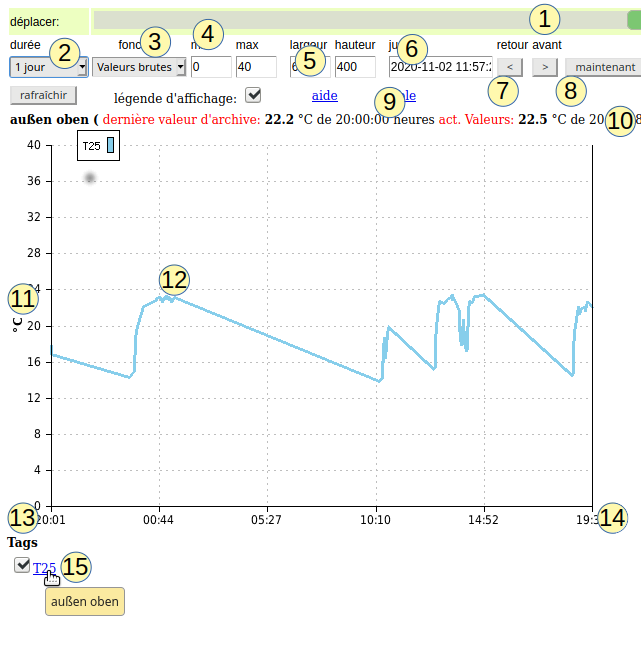 déplacer: 1
durée fonc 3 m 4 max largeur hauteur ju 6 retour avant
1 jour 2 Valeurs brutes 0 40 6 5 400 2020-11-02 11:57: < > maintenant
7 8
rafraîchir légende d'affichage: aide 9 le
außen oben ( dernière valeur d'archive: 22.2 °C de 20:00:00 heures act. Valeurs: 22.5 °C de 20 10 8
T25
40
36
32
28
24 12
11
°C
20
16
12
8
4
0
13 20:01 00:44 05:27 10:10 14:52 19:3 14
Tags
T25 15
außen oben